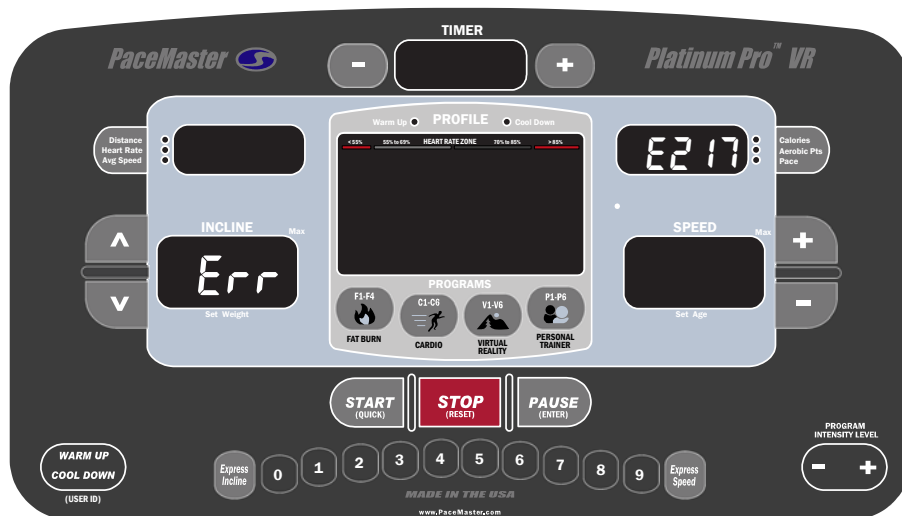 TIMER
PaceMaster
- +
Platinum Pro™ VR
Warm Up PROFILE Cool Down
<55% 55% to 69% HEART RATE ZONE 70% to 85% >85%
Distance
Heart Rate
Avg Speed
E217
Calories
Aerobic Pts
Pace
INCLINE Max
Err
Set Weight
SPEED Max
Set Age
+
-
PROGRAMS
F1-F4
FAT BURN
C1-C6
CARDIO
V1-V6
VIRTUAL
REALITY
P1-P6
PERSONAL
TRAINER
START
(QUICK)
STOP
(RESET)
PAUSE
(ENTER)
WARM UP
COOL DOWN
(USER ID)
Express
Incline
0 1 2 3 4 5 6 7 8 9
Express
Speed
PROGRAM
INTENSITY LEVEL
- +
MADE IN THE USA
www.PaceMaster.com